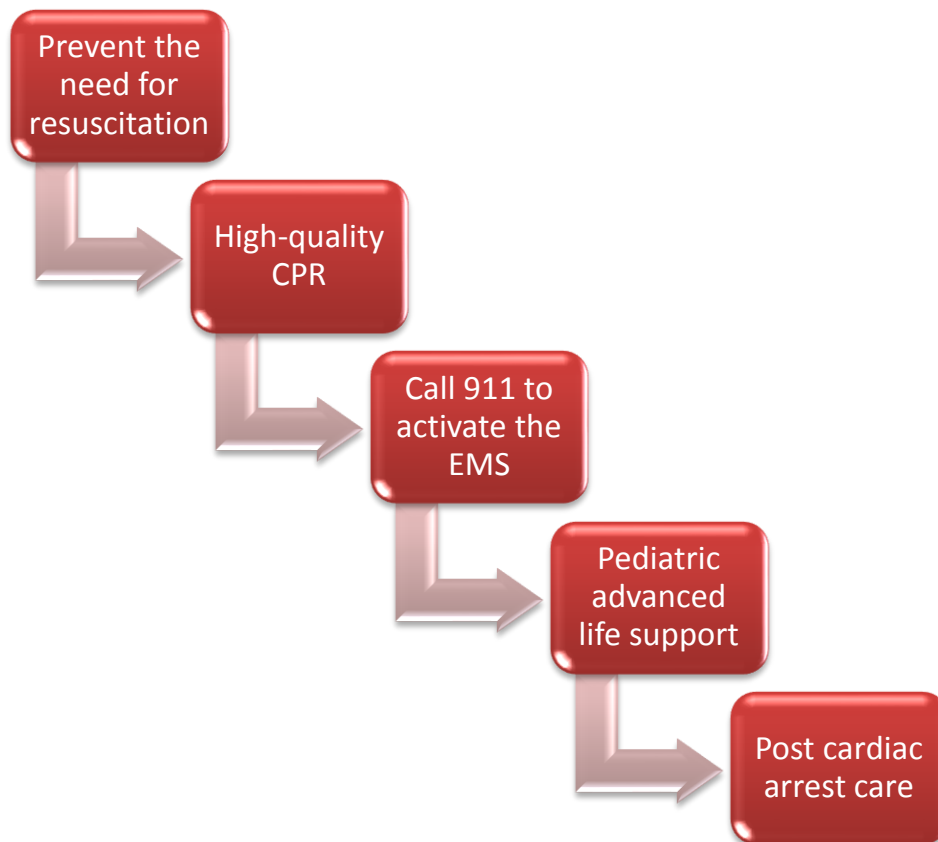 Prevent the
need for
resuscitation
High-quality
CPR
Call 911 to
activate the
EMS
Pediatric
advanced
life support
Post cardiac
arrest care